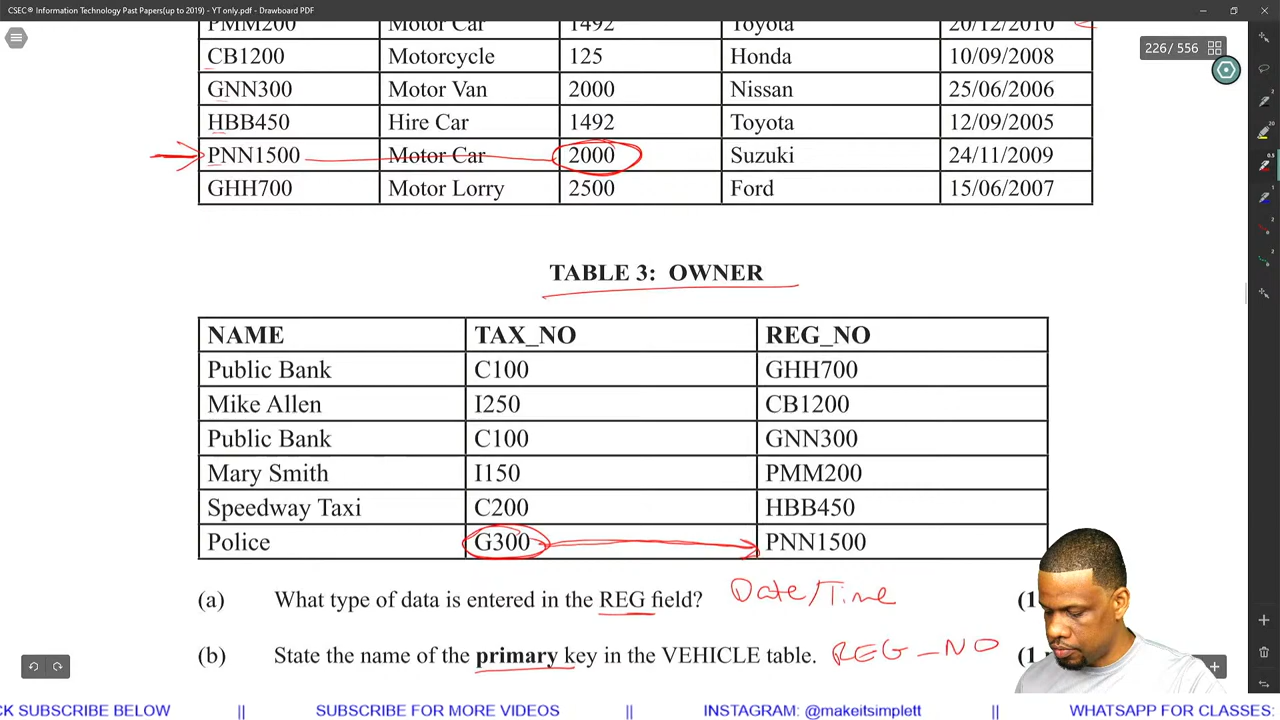 CSEC® Information Technology Past Papers(up to 2019) - YT only.pdf - Drawboard PDF
226 / 556
PMM200 Motor Car 1492 Toyota 20/12/2010
CB1200 Motorcycle 125 Honda 10/09/2008
GNN300 Motor Van 2000 Nissan 25/06/2006
HBB450 Hire Car 1492 Toyota 12/09/2005
PNN1500 Motor Car 2000 Suzuki 24/11/2009
GHH700 Motor Lorry 2500 Ford 15/06/2007
TABLE 3: OWNER
NAME TAX_NO REG_NO
Public Bank C100 GHH700
Mike Allen I250 CB1200
Public Bank C100 GNN300
Mary Smith I150 PMM200
Speedway Taxi C200 HBB450
Police G300 PNN1500
(a) What type of data is entered in the REG field? Date/Time (1
(b) State the name of the primary key in the VEHICLE table. REG_NO (1
CK SUBSCRIBE BELOW || SUBSCRIBE FOR MORE VIDEOS || INSTAGRAM: @makeitsimplett || WHATSAPP FOR CLASSES: